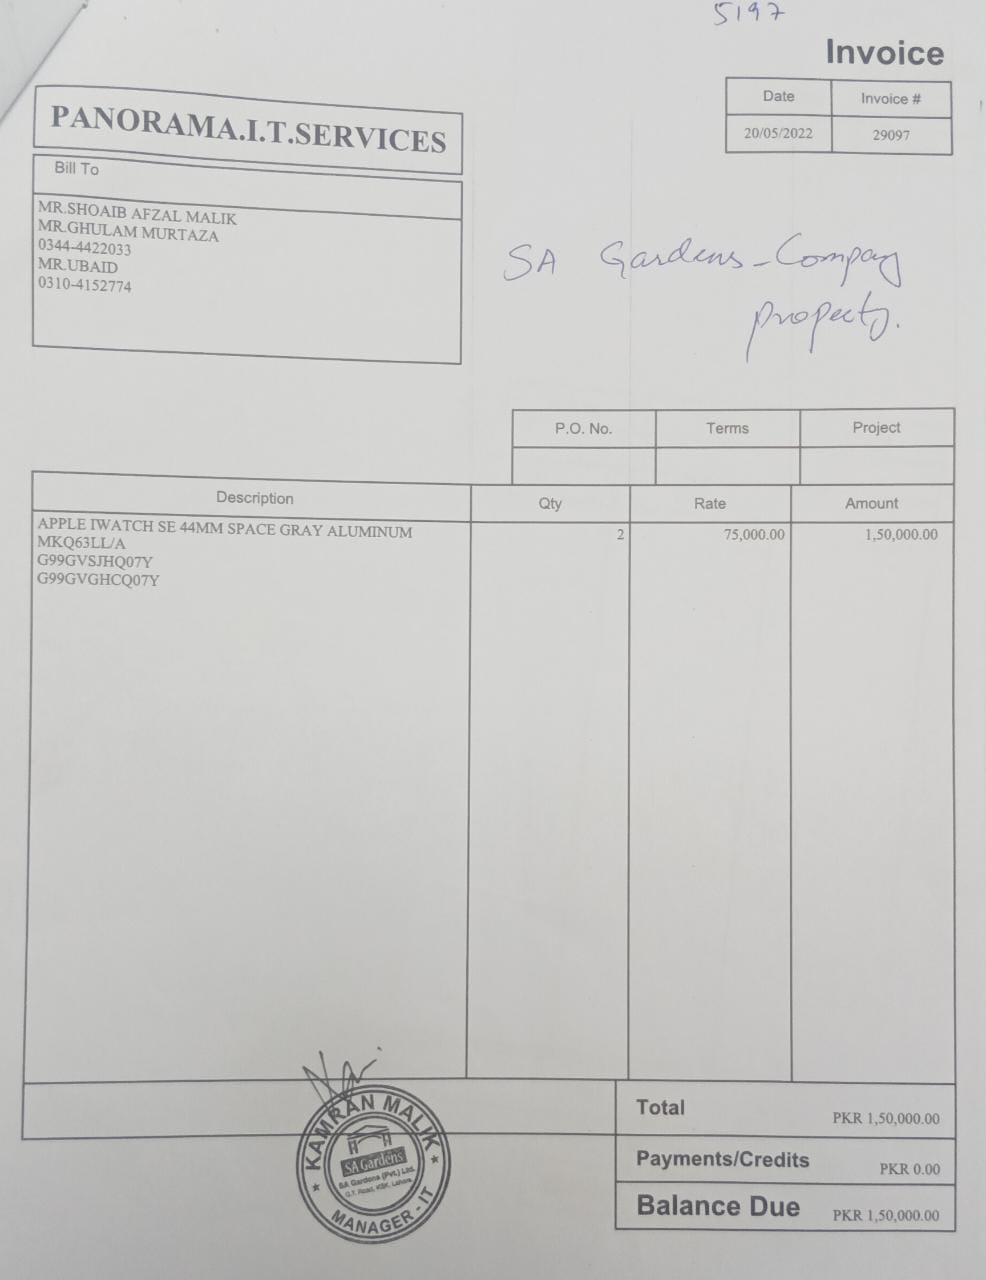 5197
Invoice
Date Invoice #
20/05/2022 29097
PANORAMA.I.T.SERVICES
Bill To
MR.SHOAIB AFZAL MALIK
MR.GHULAM MURTAZA
0344-4422033
MR.UBAID
0310-4152774
SA Gardens - Company
property.
P.O. No. Terms Project
Description Qty Rate Amount
APPLE IWATCH SE 44MM SPACE GRAY ALUMINUM 2 75,000.00 1,50,000.00
MKQ63LL/A
G99GVSJHQ07Y
G99GVGHCQ07Y
Total PKR 1,50,000.00
Payments/Credits PKR 0.00
Balance Due PKR 1,50,000.00
KAMRAN MALIK
SA Gardens
SA Gardens (Pvt.) Ltd.
G.T. Road, KSK, Lahore.
MANAGER - IT